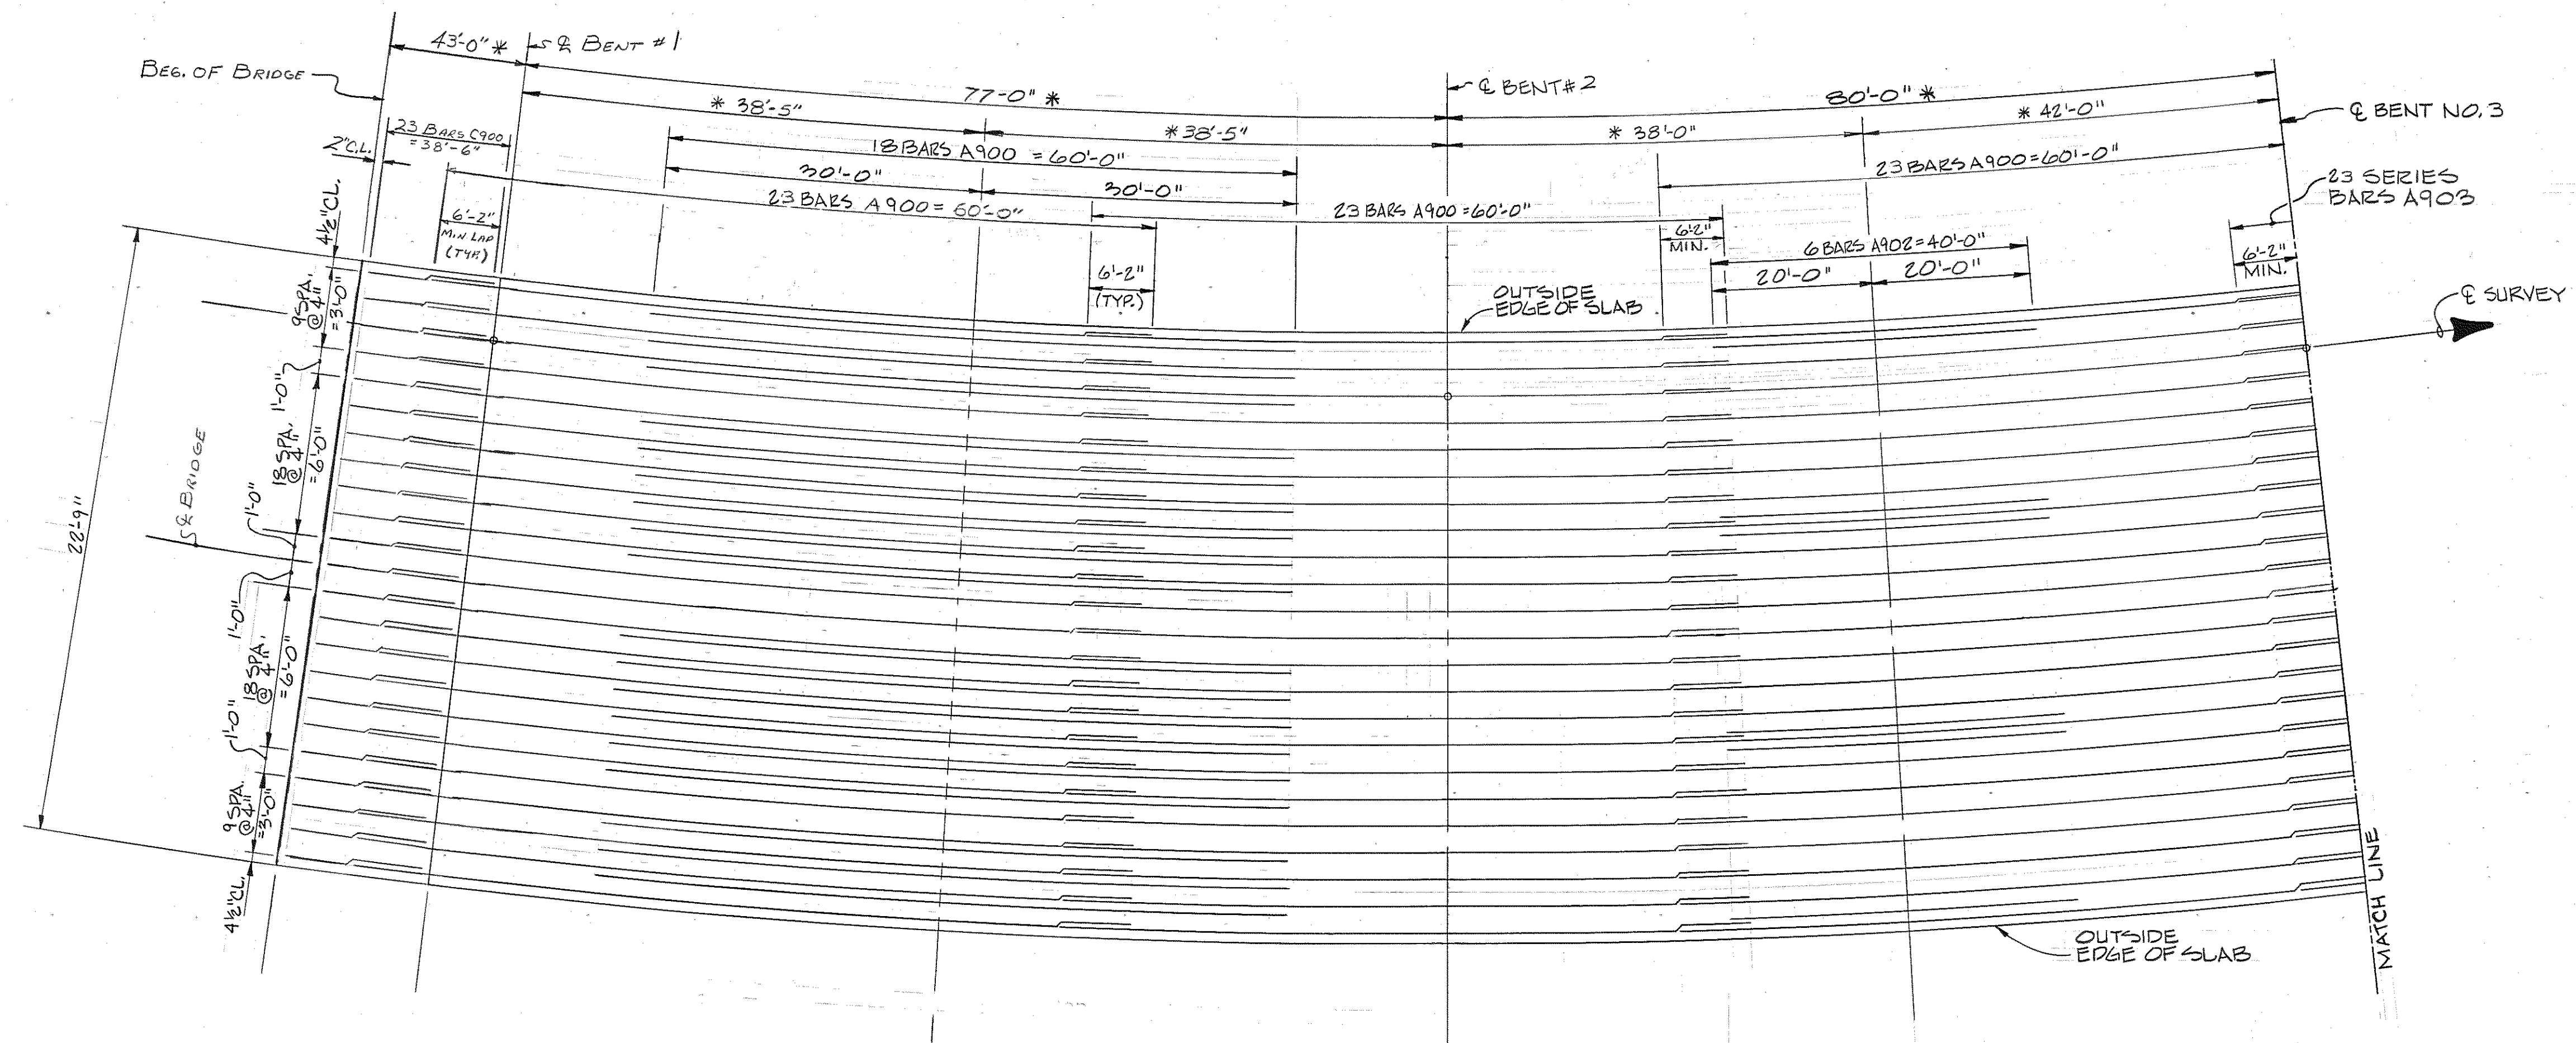 43'-0" *
℄ BENT #1
BEG. OF BRIDGE
77'-0" *
* 38'-5"
* 38'-5"
℄ BENT #2
80'-0" *
* 38'-0"
* 42'-0"
℄ BENT NO. 3
23 BARS C900
= 38'-6"
2" CL.
18 BARS A900 = 60'-0"
30'-0"
30'-0"
23 BARS A900 = 60'-0"
23 BARS A900 = 60'-0"
23 BARS A900 = 60'-0"
23 SERIES
BARS A903
6'-2"
MIN LAP
(TYP.)
6'-2"
(TYP.)
6'-2"
MIN.
6 BARS A902 = 40'-0"
20'-0"
20'-0"
6'-2"
MIN.
OUTSIDE
EDGE OF SLAB
℄ SURVEY
4½" CL.
9 SPA.
@ 4"
= 3'-0"
1'-0"
18 SPA.
@ 4"
= 6'-0"
1'-0"
℄ BRIDGE
22'-9"
1'-0"
18 SPA.
@ 4"
= 6'-0"
1'-0"
9 SPA.
@ 4"
= 3'-0"
4½" CL.
OUTSIDE
EDGE OF SLAB
MATCH LINE